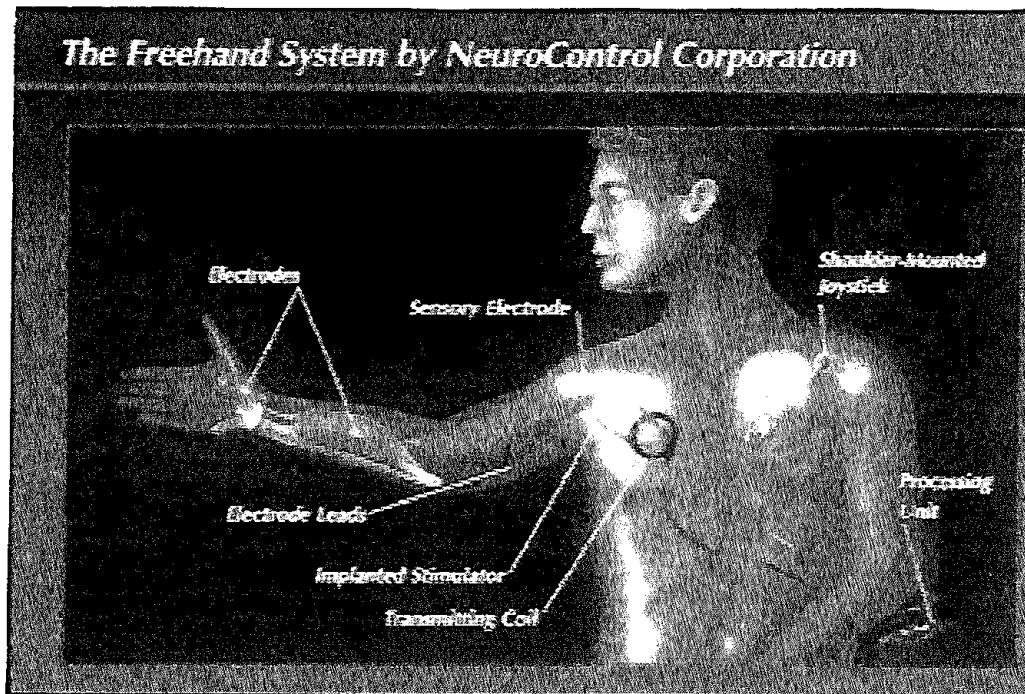 The Freehand System by NeuroControl Corporation
Electrodes
Sensory Electrode
Shoulder-Mounted
Joystick
Electrode Leads
Processing
Unit
Implanted Stimulator
Transmitting Coil